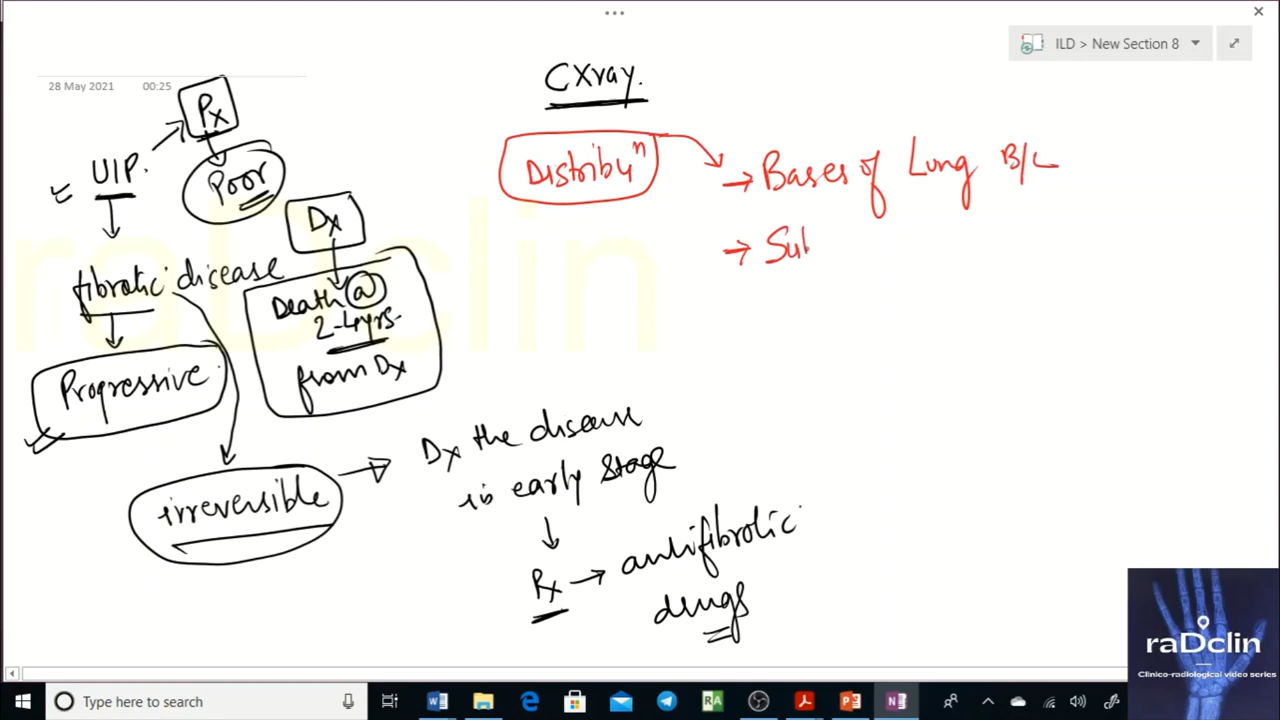 ILD > New Section 8
28 May 2021 00:25
CXray.
Px
UIP.
Poor
Dx
fibrotic disease
Death @
2-4yrs
from Dx
Progressive
irreversible
Distribuⁿ
→ Bases of Lung B/L
→ Sub
Dx the disease
is early stage
Rx → antifibrotic
drugs
raDclin
raDclin
Clinico-radiological video series
Type here to search